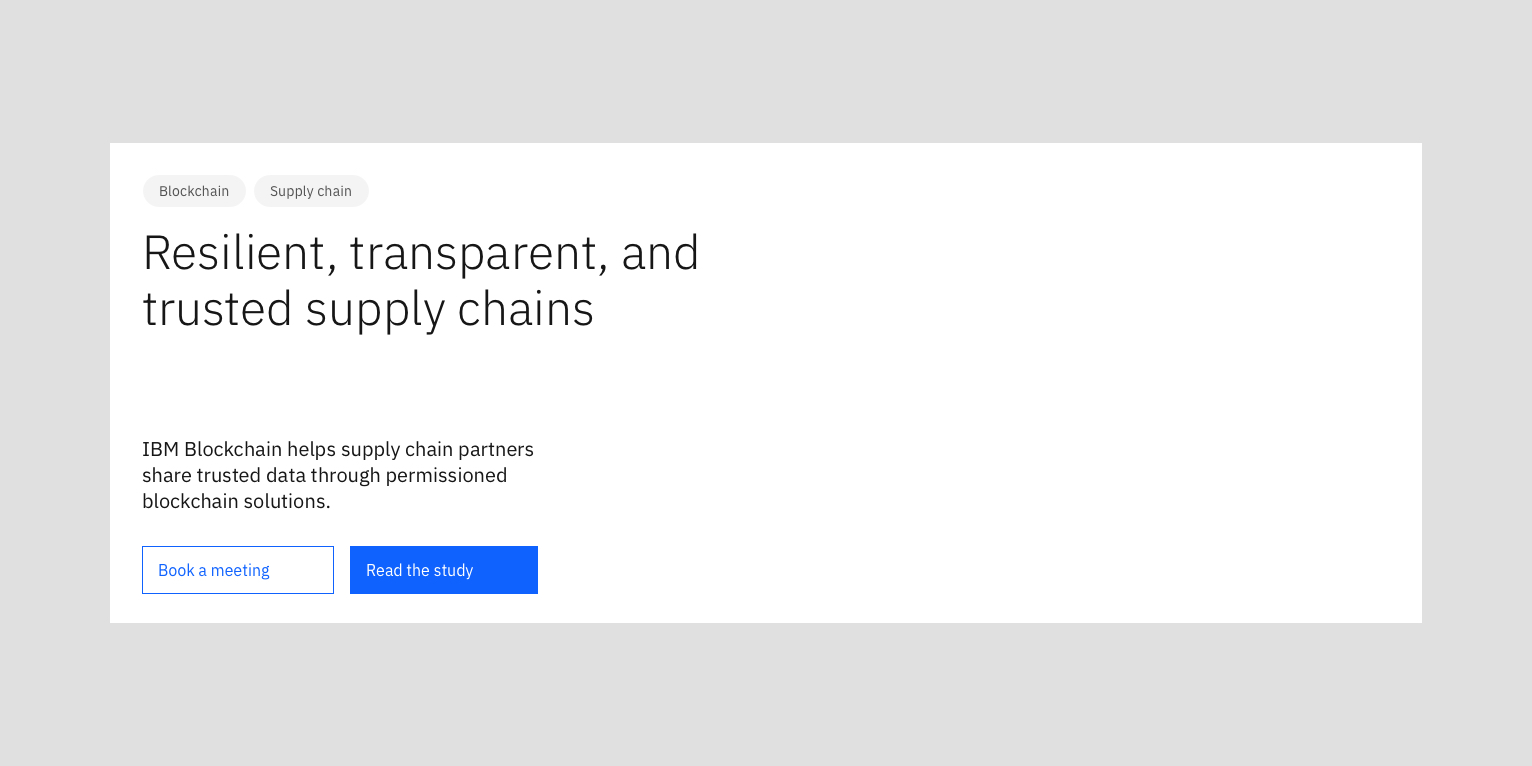 Blockchain
Supply chain
Resilient, transparent, and
trusted supply chains
IBM Blockchain helps supply chain partners
share trusted data through permissioned
blockchain solutions.
Book a meeting
Read the study